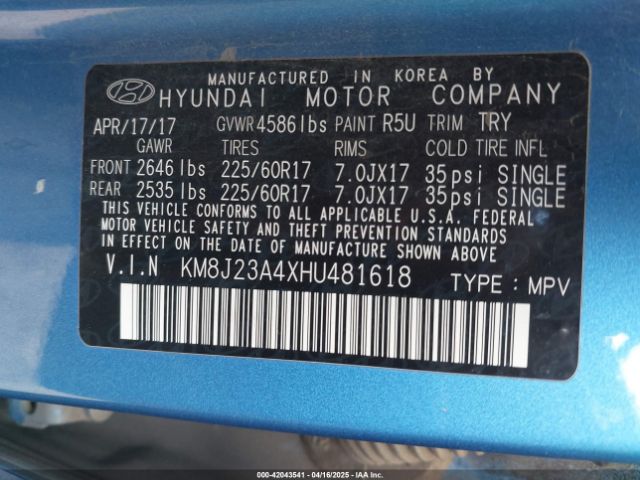 MANUFACTURED IN KOREA BY
HYUNDAI MOTOR COMPANY
APR/17/17 GVWR 4586 lbs PAINT R5U TRIM TRY
GAWR TIRES RIMS COLD TIRE INFL
FRONT 2646 lbs 225/60R17 7.0JX17 35psi SINGLE
REAR 2535 lbs 225/60R17 7.0JX17 35psi SINGLE
THIS VEHICLE CONFORMS TO ALL APPLICABLE U.S.A. FEDERAL
MOTOR VEHICLE SAFETY AND THEFT PREVENTION STANDARDS
IN EFFECT ON THE DATE OF MANUFACTURE SHOWN ABOVE
V.I.N KM8J23A4XHU481618 TYPE : MPV
000-42043541 - 04/16/2025 - IAAI.COM